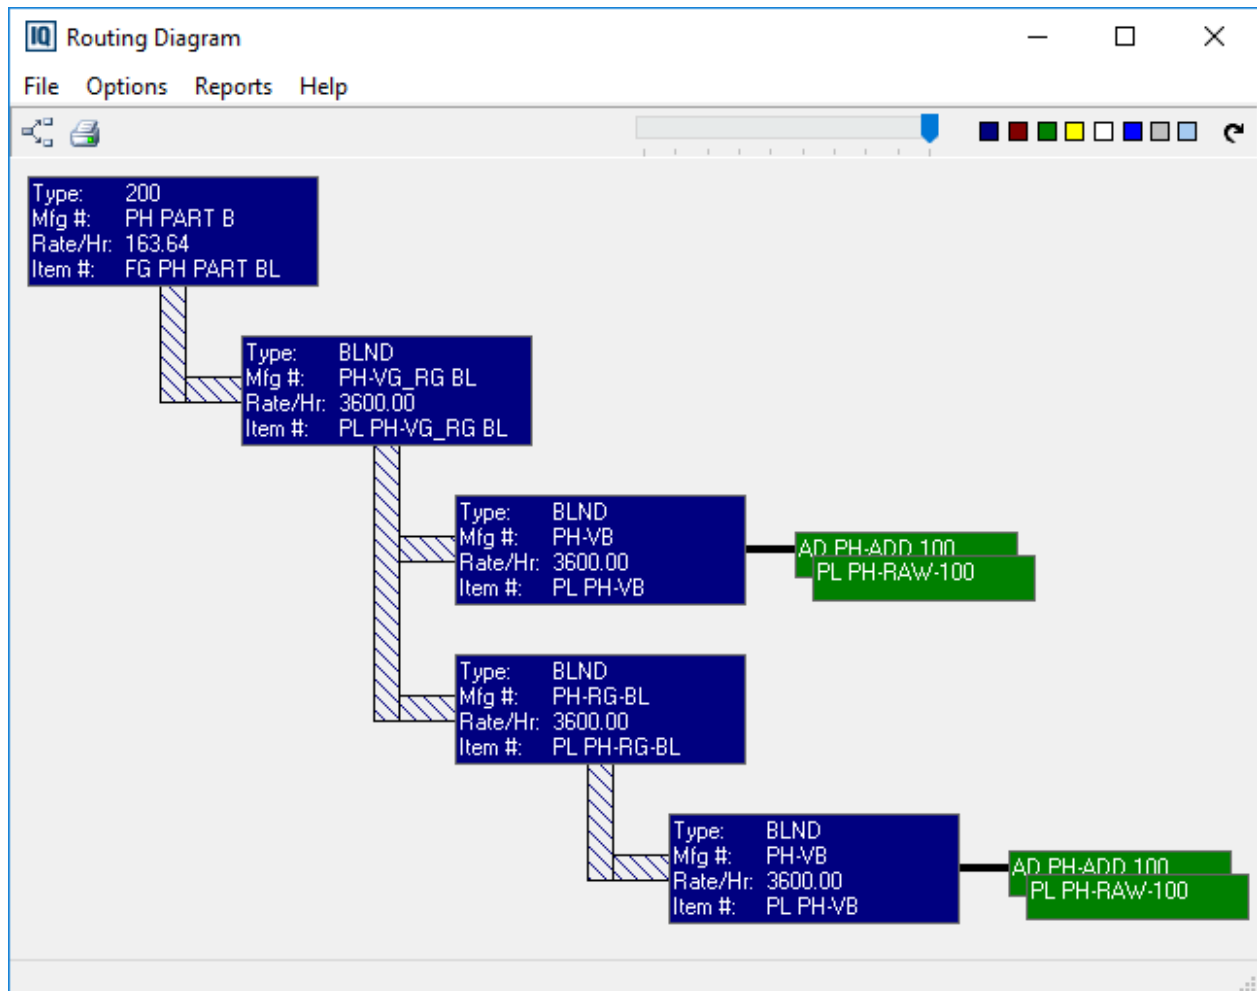 IQ Routing Diagram
File Options Reports Help
Type: 200
Mfg #: PH PART B
Rate/Hr: 163.64
Item #: FG PH PART BL
Type: BLND
Mfg #: PH-VG_RG BL
Rate/Hr: 3600.00
Item #: PL PH-VG_RG BL
Type: BLND
Mfg #: PH-VB
Rate/Hr: 3600.00
Item #: PL PH-VB
AD PH-ADD 100
PL PH-RAW-100
Type: BLND
Mfg #: PH-RG-BL
Rate/Hr: 3600.00
Item #: PL PH-RG-BL
Type: BLND
Mfg #: PH-VB
Rate/Hr: 3600.00
Item #: PL PH-VB
AD PH-ADD 100
PL PH-RAW-100